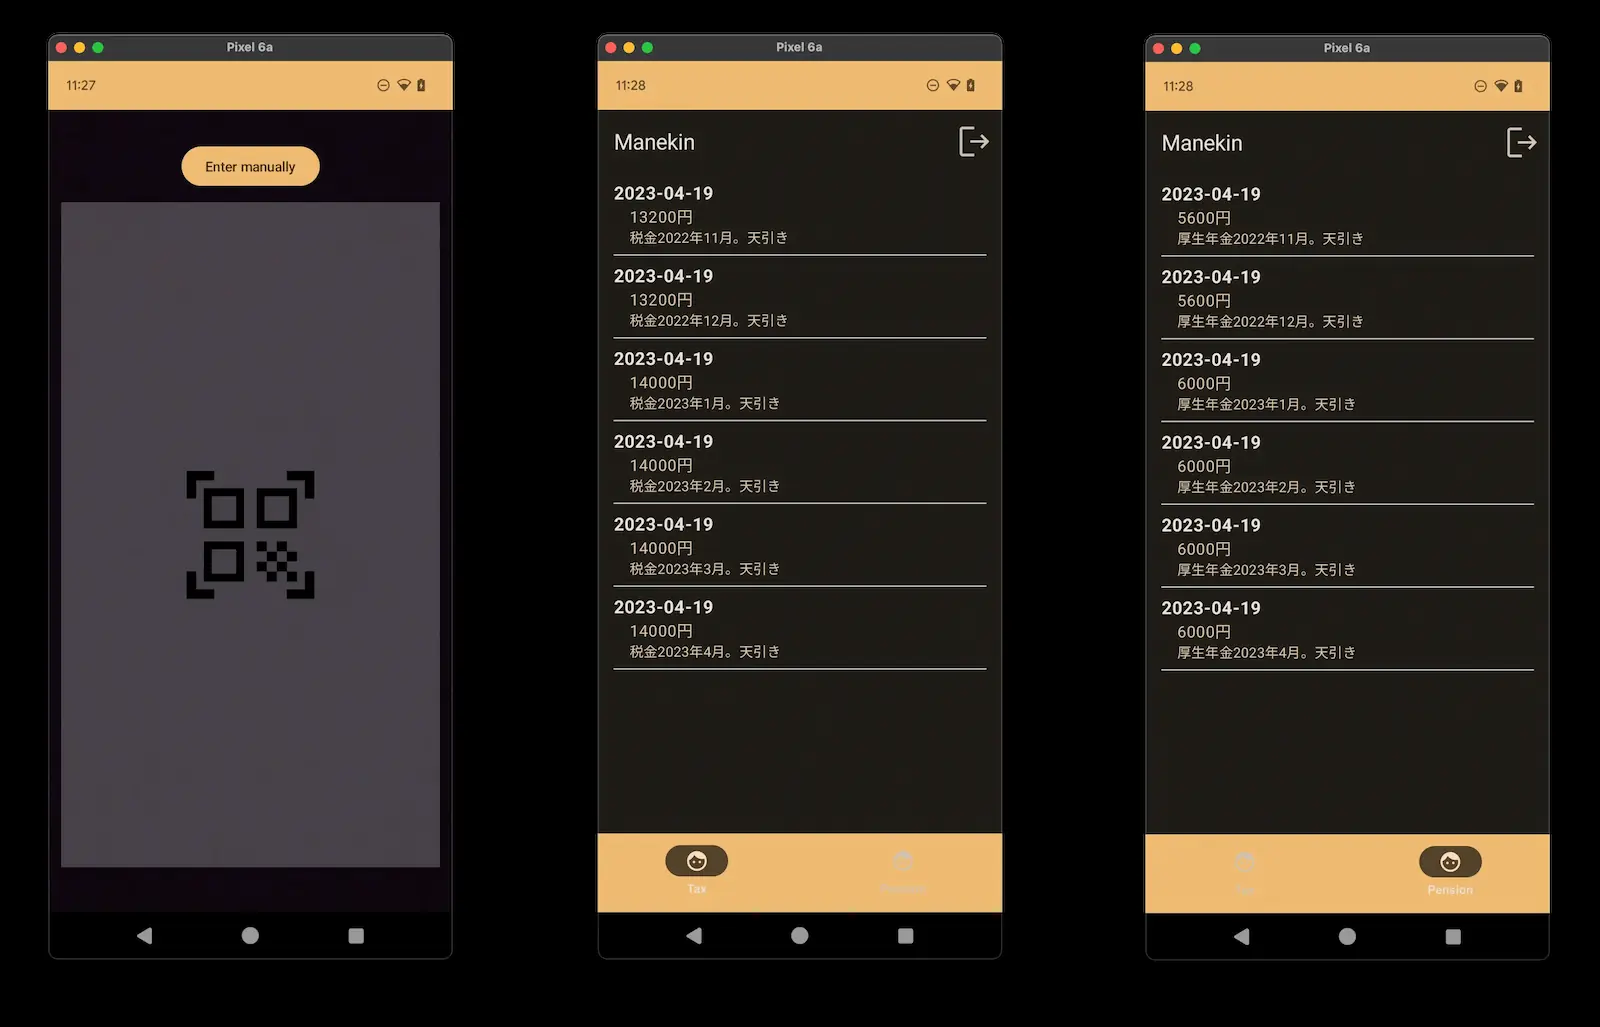 Pixel 6a
11:27
Enter manually
Pixel 6a
11:28
Manekin
2023-04-19
13200円
税金2022年11月。天引き
2023-04-19
13200円
税金2022年12月。天引き
2023-04-19
14000円
税金2023年1月。天引き
2023-04-19
14000円
税金2023年2月。天引き
2023-04-19
14000円
税金2023年3月。天引き
2023-04-19
14000円
税金2023年4月。天引き
Tax
Pixel 6a
11:28
Manekin
2023-04-19
5600円
厚生年金2022年11月。天引き
2023-04-19
5600円
厚生年金2022年12月。天引き
2023-04-19
6000円
厚生年金2023年1月。天引き
2023-04-19
6000円
厚生年金2023年2月。天引き
2023-04-19
6000円
厚生年金2023年3月。天引き
2023-04-19
6000円
厚生年金2023年4月。天引き
Pension